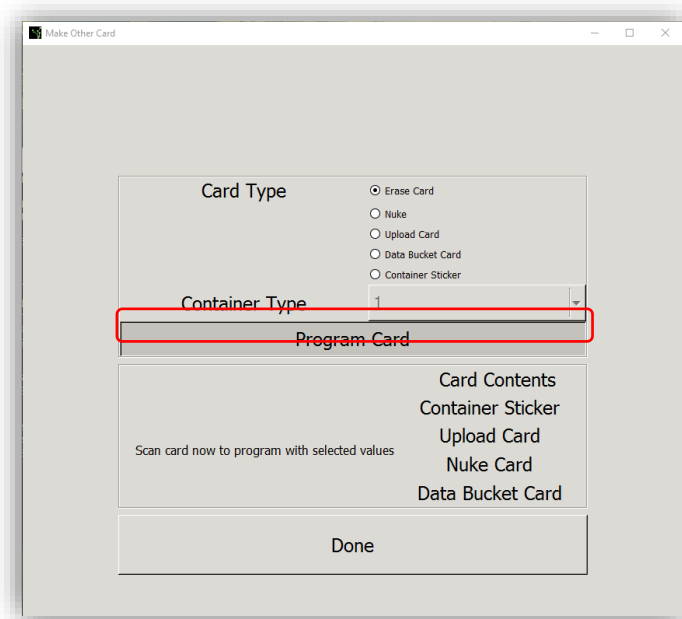 Make Other Card
Card Type
Erase Card
Nuke
Upload Card
Data Bucket Card
Container Sticker
Container Type
1
Program Card
Scan card now to program with selected values
Card Contents
Container Sticker
Upload Card
Nuke Card
Data Bucket Card
Done